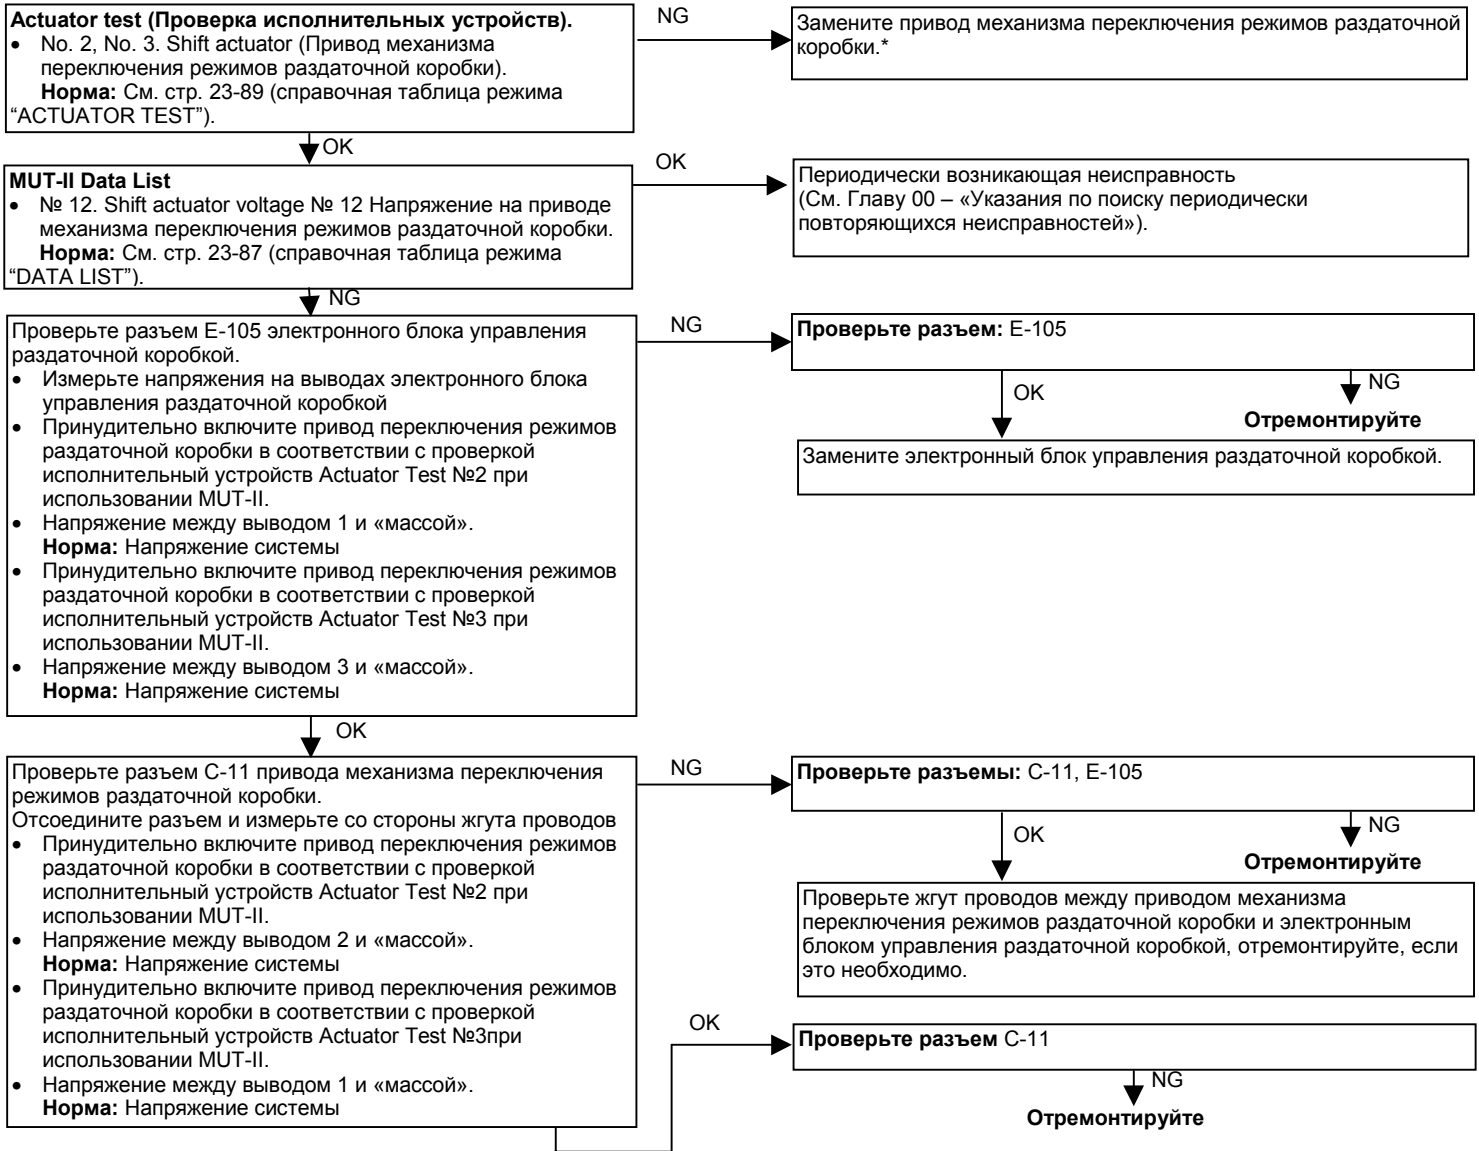 Actuator test (Проверка исполнительных устройств).
• No. 2, No. 3. Shift actuator (Привод механизма
переключения режимов раздаточной коробки).
Норма: См. стр. 23-89 (справочная таблица режима
“ACTUATOR TEST”).
NG
Замените привод механизма переключения режимов раздаточной
коробки.*
OK
MUT-II Data List
• № 12. Shift actuator voltage № 12 Напряжение на приводе
механизма переключения режимов раздаточной коробки.
Норма: См. стр. 23-87 (справочная таблица режима
“DATA LIST”).
OK
Периодически возникающая неисправность
(См. Главу 00 – «Указания по поиску периодически
повторяющихся неисправностей»).
NG
Проверьте разъем E-105 электронного блока управления
раздаточной коробкой.
• Измерьте напряжения на выводах электронного блока
управления раздаточной коробкой
• Принудительно включите привод переключения режимов
раздаточной коробки в соответствии с проверкой
исполнительный устройств Actuator Test №2 при
использовании MUT-II.
• Напряжение между выводом 1 и «массой».
Норма: Напряжение системы
• Принудительно включите привод переключения режимов
раздаточной коробки в соответствии с проверкой
исполнительный устройств Actuator Test №3 при
использовании MUT-II.
• Напряжение между выводом 3 и «массой».
Норма: Напряжение системы
NG
Проверьте разъем: E-105
OK
NG
Отремонтируйте
Замените электронный блок управления раздаточной коробкой.
OK
Проверьте разъем C-11 привода механизма переключения
режимов раздаточной коробки.
Отсоедините разъем и измерьте со стороны жгута проводов
• Принудительно включите привод переключения режимов
раздаточной коробки в соответствии с проверкой
исполнительный устройств Actuator Test №2 при
использовании MUT-II.
• Напряжение между выводом 2 и «массой».
Норма: Напряжение системы
• Принудительно включите привод переключения режимов
раздаточной коробки в соответствии с проверкой
исполнительный устройств Actuator Test №3при
использовании MUT-II.
• Напряжение между выводом 1 и «массой».
Норма: Напряжение системы
NG
Проверьте разъемы: C-11, E-105
OK
NG
Отремонтируйте
Проверьте жгут проводов между приводом механизма
переключения режимов раздаточной коробки и электронным
блоком управления раздаточной коробкой, отремонтируйте, если
это необходимо.
OK
Проверьте разъем C-11
NG
Отремонтируйте